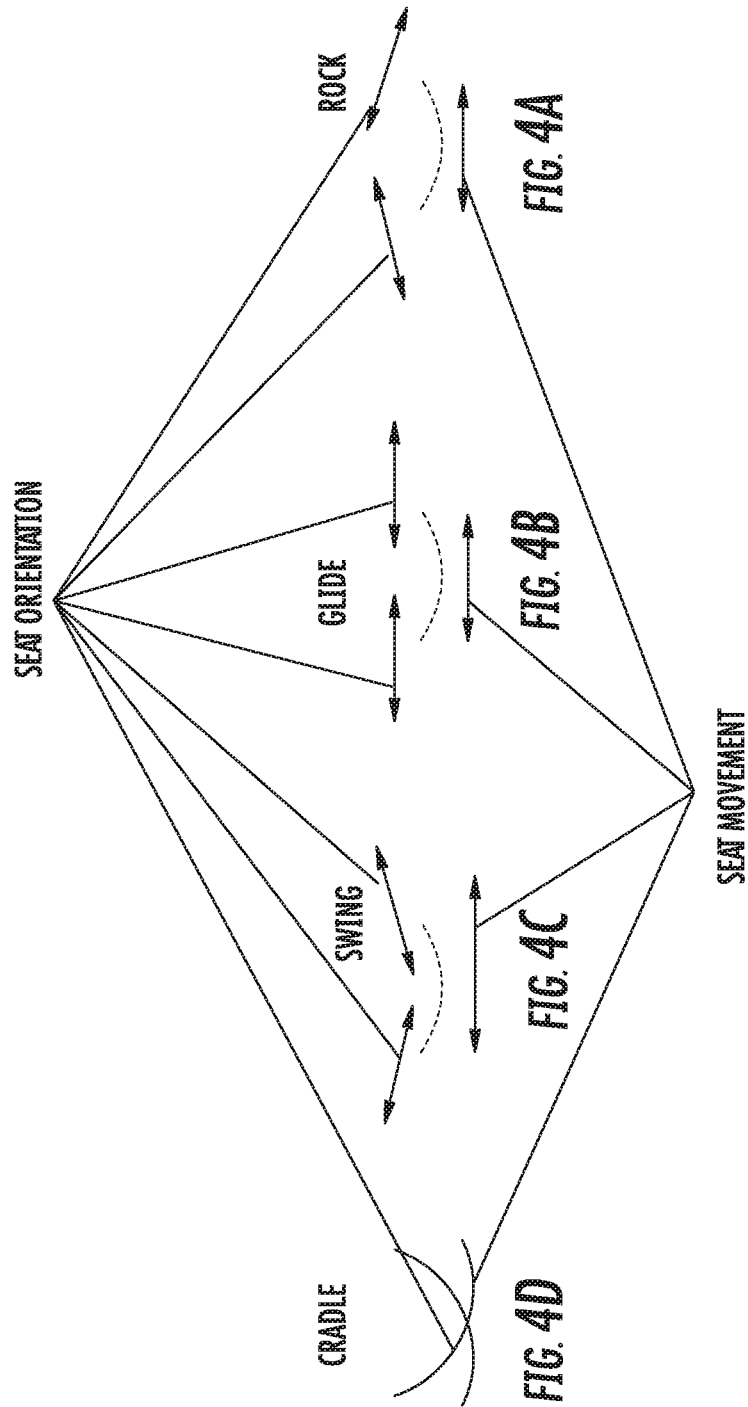 SEAT ORIENTATION
CRADLE
SWING
GLIDE
ROCK
FIG. 4D
FIG. 4C
FIG. 4B
FIG. 4A
SEAT MOVEMENT